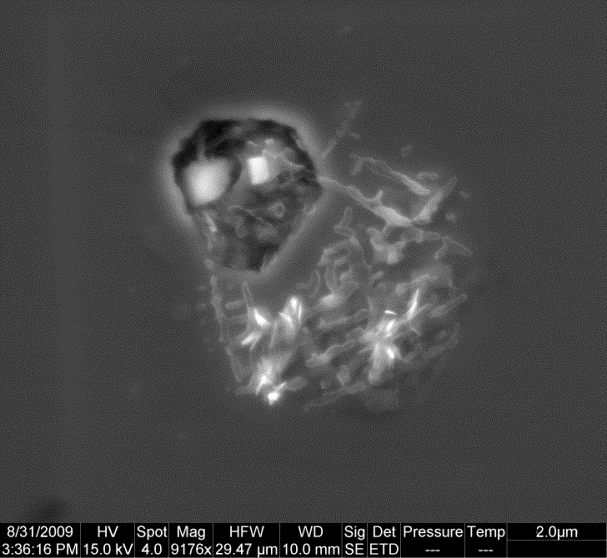 8/31/2009 HV Spot Mag HFW WD Sig Det Pressure Temp 2.0µm
3:36:16 PM 15.0 kV 4.0 9176x 29.47 µm 10.0 mm SE ETD --- ---